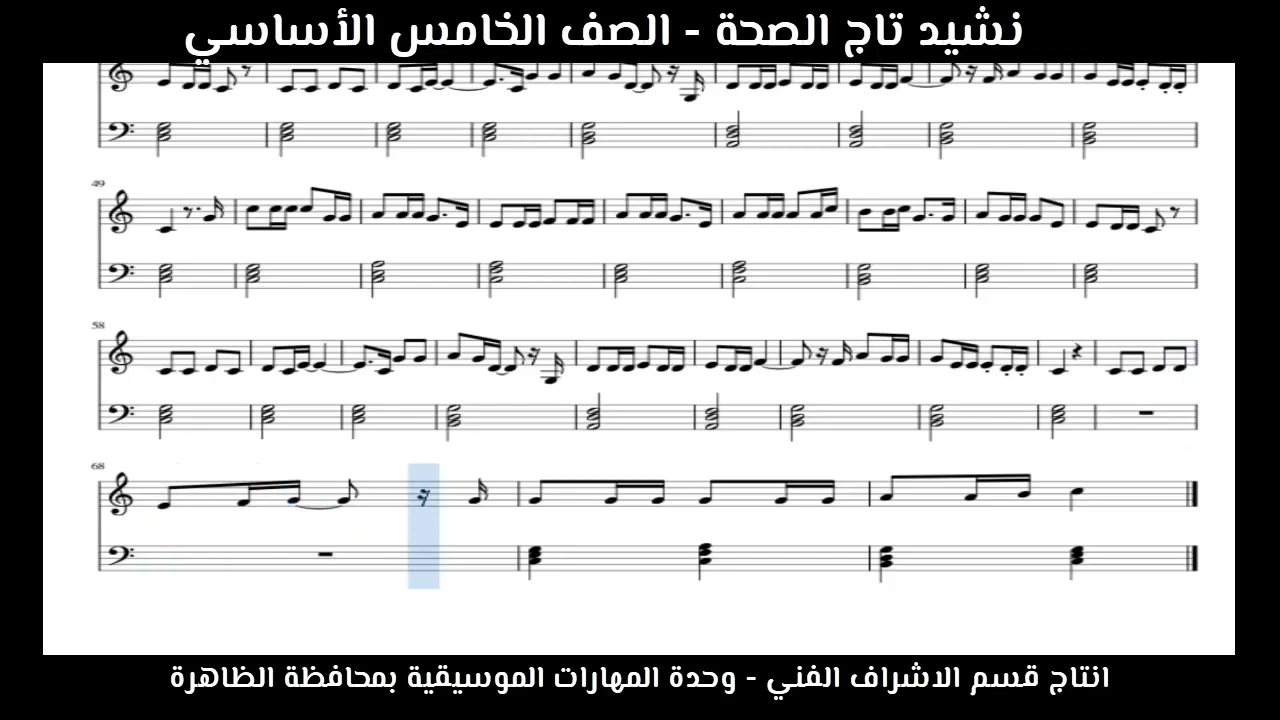 نشيد تاج الصحة - الصف الخامس الأساسي
49
58
68
انتاج قسم الاشراف الفني - وحدة المهارات الموسيقية بمحافظة الظاهرة